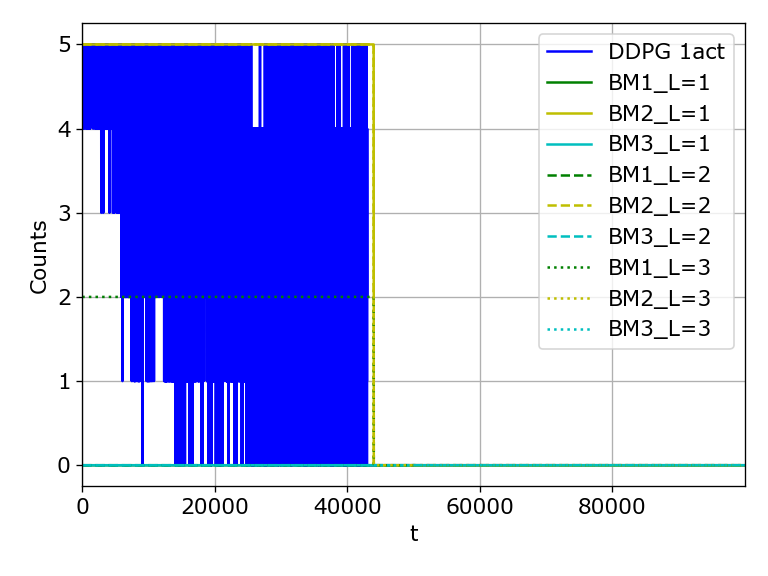 5
4
3
2
1
0
Counts
0
20000
40000
60000
80000
t
DDPG 1act
BM1_L=1
BM2_L=1
BM3_L=1
BM1_L=2
BM2_L=2
BM3_L=2
BM1_L=3
BM2_L=3
BM3_L=3